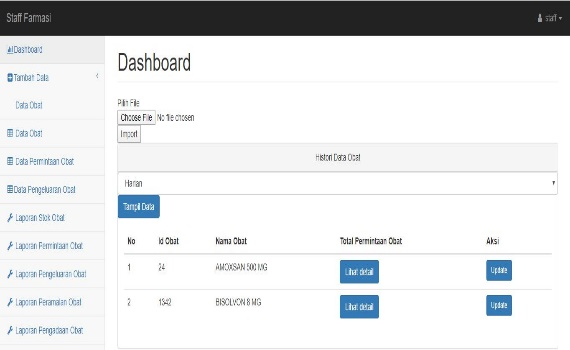 Staff Farmasi
staff
Dashboard
Tambah Data
Data Obat
Data Obat
Data Permintaan Obat
Data Pengeluaran Obat
Laporan Stok Obat
Laporan Permintaan Obat
Laporan Pengeluaran Obat
Laporan Peramalan Obat
Laporan Pengadaan Obat
Dashboard
Pilih File
Choose File No file chosen
Import
Histori Data Obat
Harian
Tampil Data
No Id Obat Nama Obat Total Permintaan Obat Aksi
1 24 AMOXSAN 500 MG Lihat detail Update
2 1342 BISOLVON 8 MG Lihat detail Update